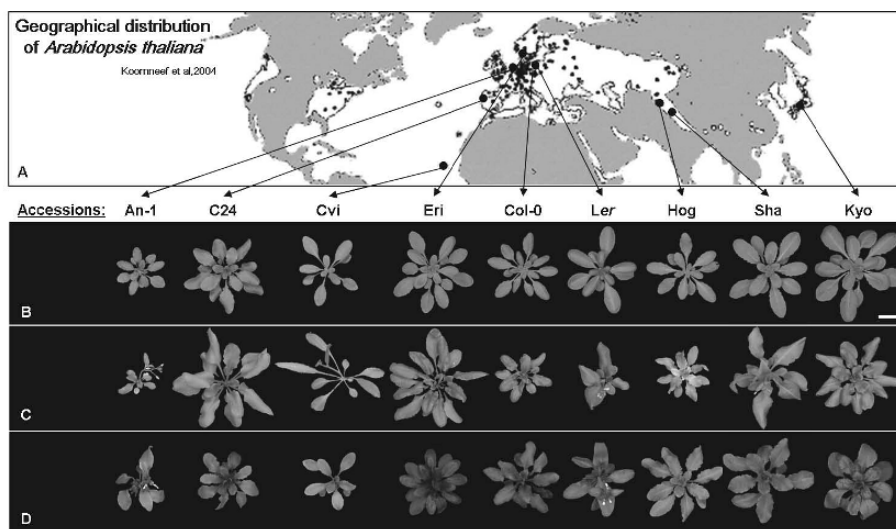 Geographical distribution
of Arabidopsis thaliana
Koornneef et al,2004
A
Accessions: An-1 C24 Cvi Eri Col-0 Ler Hog Sha Kyo
B
C
D